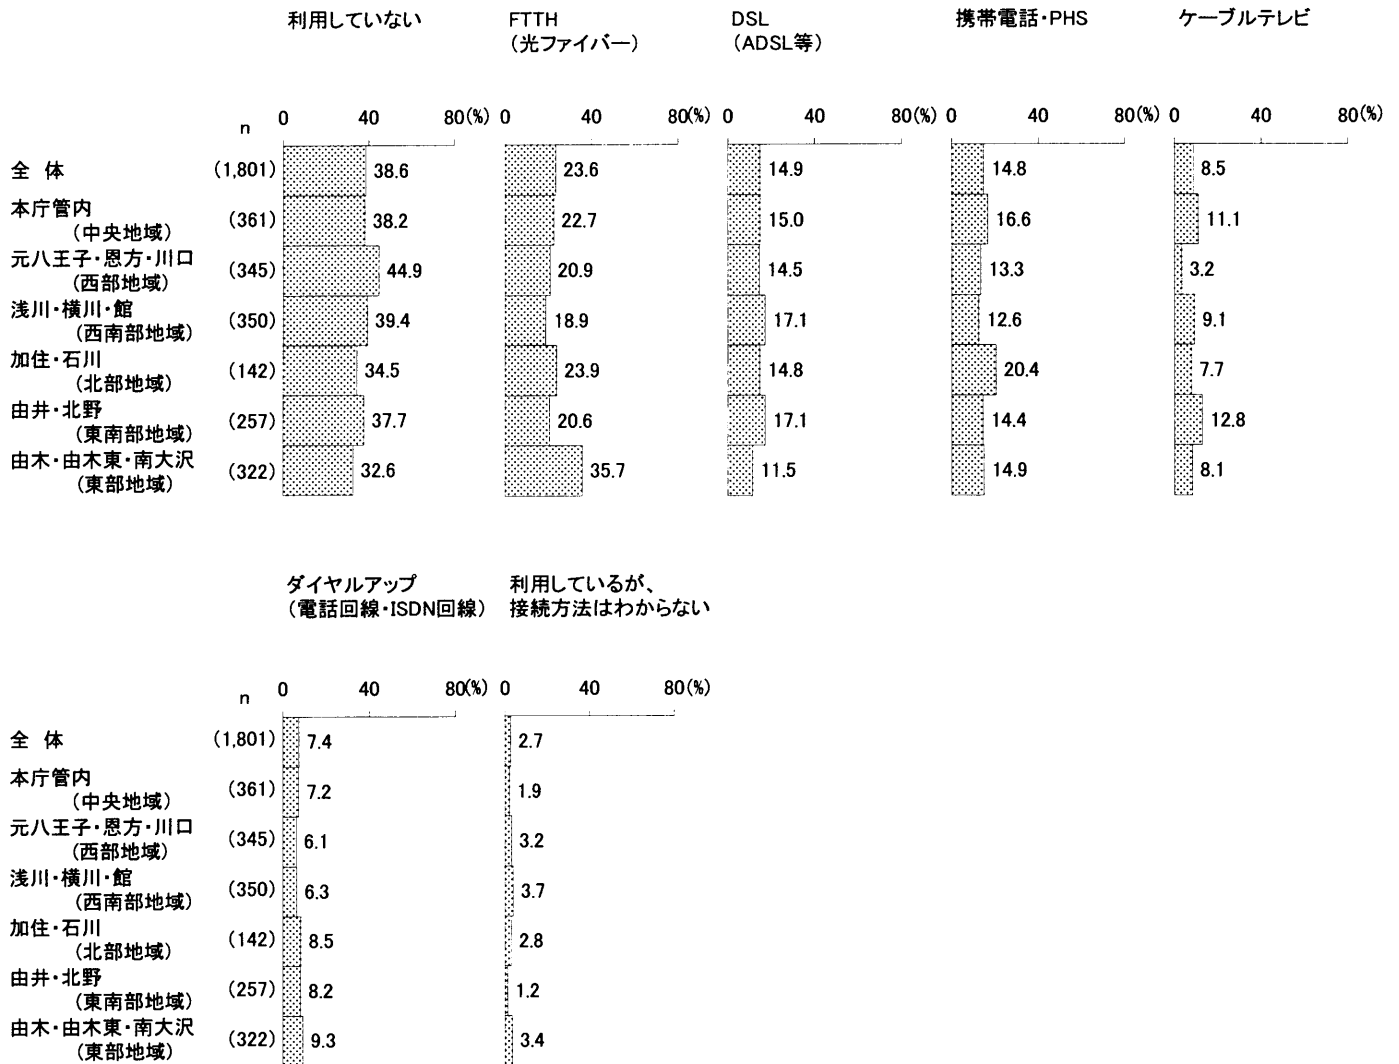 利用していない FTTH DSL 携帯電話・PHS ケーブルテレビ
(光ファイバー) (ADSL等)
n 0 40 80(%) 0 40 80(%) 0 40 80(%) 0 40 80(%) 0 40 80(%)
全 体 (1,801) 38.6 23.6 14.9 14.8 8.5
本庁管内
(中央地域) (361) 38.2 22.7 15.0 16.6 11.1
元八王子・恩方・川口
(西部地域) (345) 44.9 20.9 14.5 13.3 3.2
浅川・横川・館
(西南部地域) (350) 39.4 18.9 17.1 12.6 9.1
加住・石川
(北部地域) (142) 34.5 23.9 14.8 20.4 7.7
由井・北野
(東南部地域) (257) 37.7 20.6 17.1 14.4 12.8
由木・由木東・南大沢
(東部地域) (322) 32.6 35.7 11.5 14.9 8.1
ダイヤルアップ 利用しているが、
(電話回線・ISDN回線) 接続方法はわからない
n 0 40 80(%) 0 40 80(%)
全 体 (1,801) 7.4 2.7
本庁管内
(中央地域) (361) 7.2 1.9
元八王子・恩方・川口
(西部地域) (345) 6.1 3.2
浅川・横川・館
(西南部地域) (350) 6.3 3.7
加住・石川
(北部地域) (142) 8.5 2.8
由井・北野
(東南部地域) (257) 8.2 1.2
由木・由木東・南大沢
(東部地域) (322) 9.3 3.4